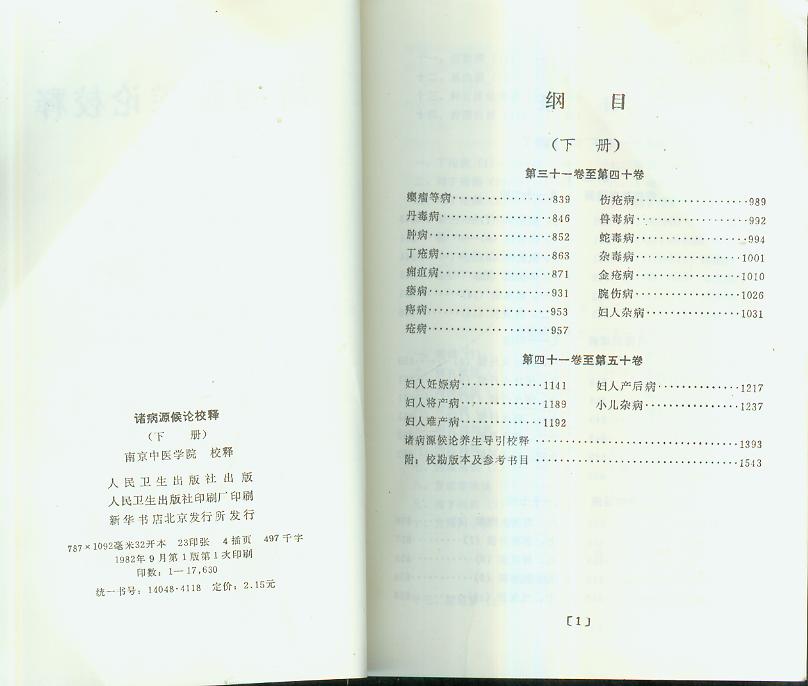 诸病源候论校释
（下 册）
南京中医学院 校释
人民卫生出版社出版
人民卫生出版社印刷厂印刷
新华书店北京发行所发行
787×1092毫米32开本 23印张 4插页 497千字
1982年9月第1版第1次印刷
印数：1—17,630
统一书号：14048·4118 定价：2.15元
纲 目
（下 册）
第三十一卷至第四十卷
瘿瘤等病··················839
丹毒病··················846
肿病··················852
丁疮病··················863
痈疽病··················871
瘘病··················931
痔病··················953
疮病··················957
伤疮病··················989
兽毒病··················992
蛇毒病··················994
杂毒病··················1001
金疮病··················1010
腕伤病··················1026
妇人杂病··················1031
第四十一卷至第五十卷
妇人妊娠病··················1141
妇人将产病··················1189
妇人难产病··················1192
妇人产后病··················1217
小儿杂病··················1237
诸病源候论养生导引校释··················1393
附：校勘版本及参考书目··················1543
〔1〕